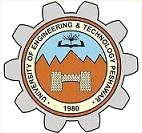 UNIVERSITY OF ENGINEERING & TECHNOLOGY PESHAWAR
1980